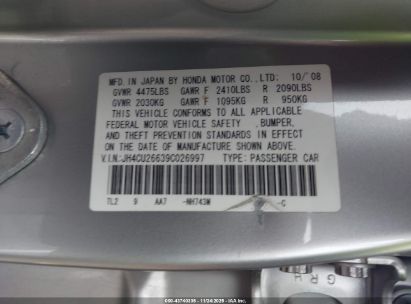 MFD. IN JAPAN BY HONDA MOTOR CO., LTD: 10/'08
GVWR 4475LBS GAWR F 2410LBS R 2090LBS
GVWR 2030KG GAWR F 1095KG R 950KG
THIS VEHICLE CONFORMS TO ALL APPLICABLE
FEDERAL MOTOR VEHICLE SAFETY, BUMPER,
AND THEFT PREVENTION STANDARDS IN EFFECT
ON THE DATE OF MANUFACTURE SHOWN ABOVE.
V.I.N:JH4CU26639C026997 TYPE: PASSENGER CAR
TL2 9 AA7 -NH743M -C
G R H